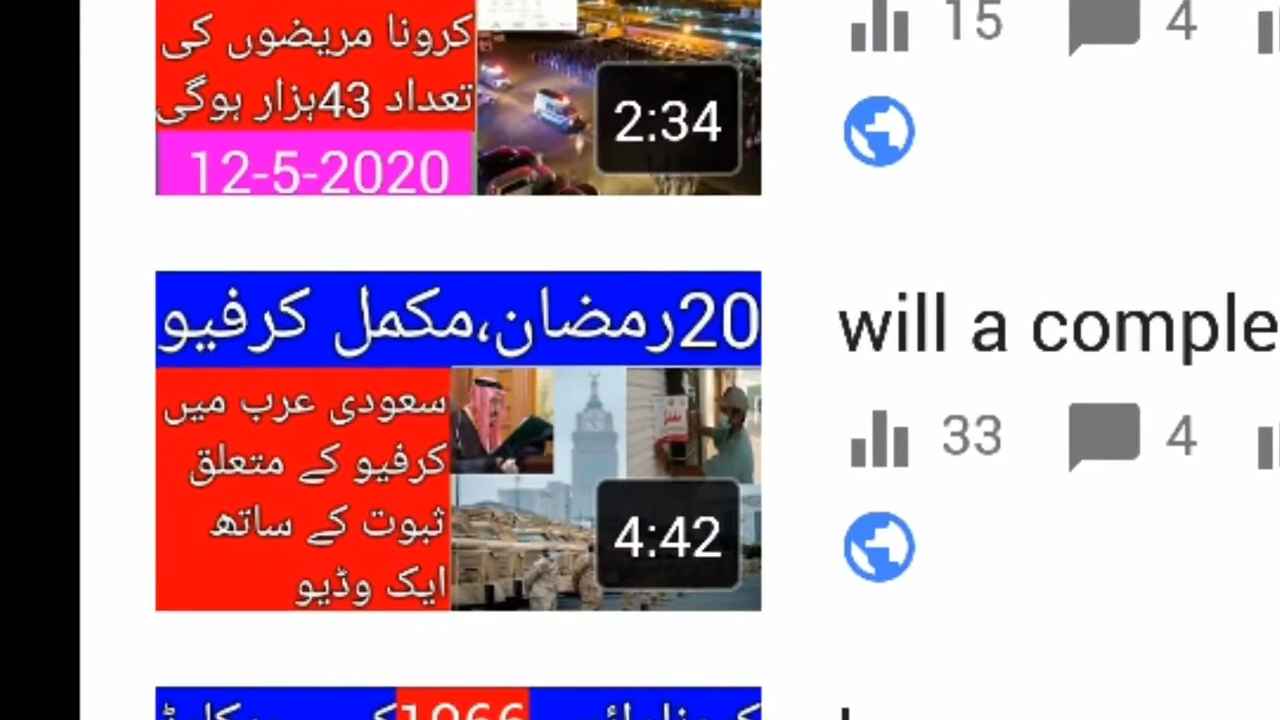 کرونا مریضوں کی
تعداد 43ہزار ہوگی
12-5-2020
2:34
15
4
20رمضان،مکمل کرفیو
سعودی عرب میں
کرفیو کے متعلق
ثبوت کے ساتھ
ایک وڈیو
4:42
will a comple
33
4
1966